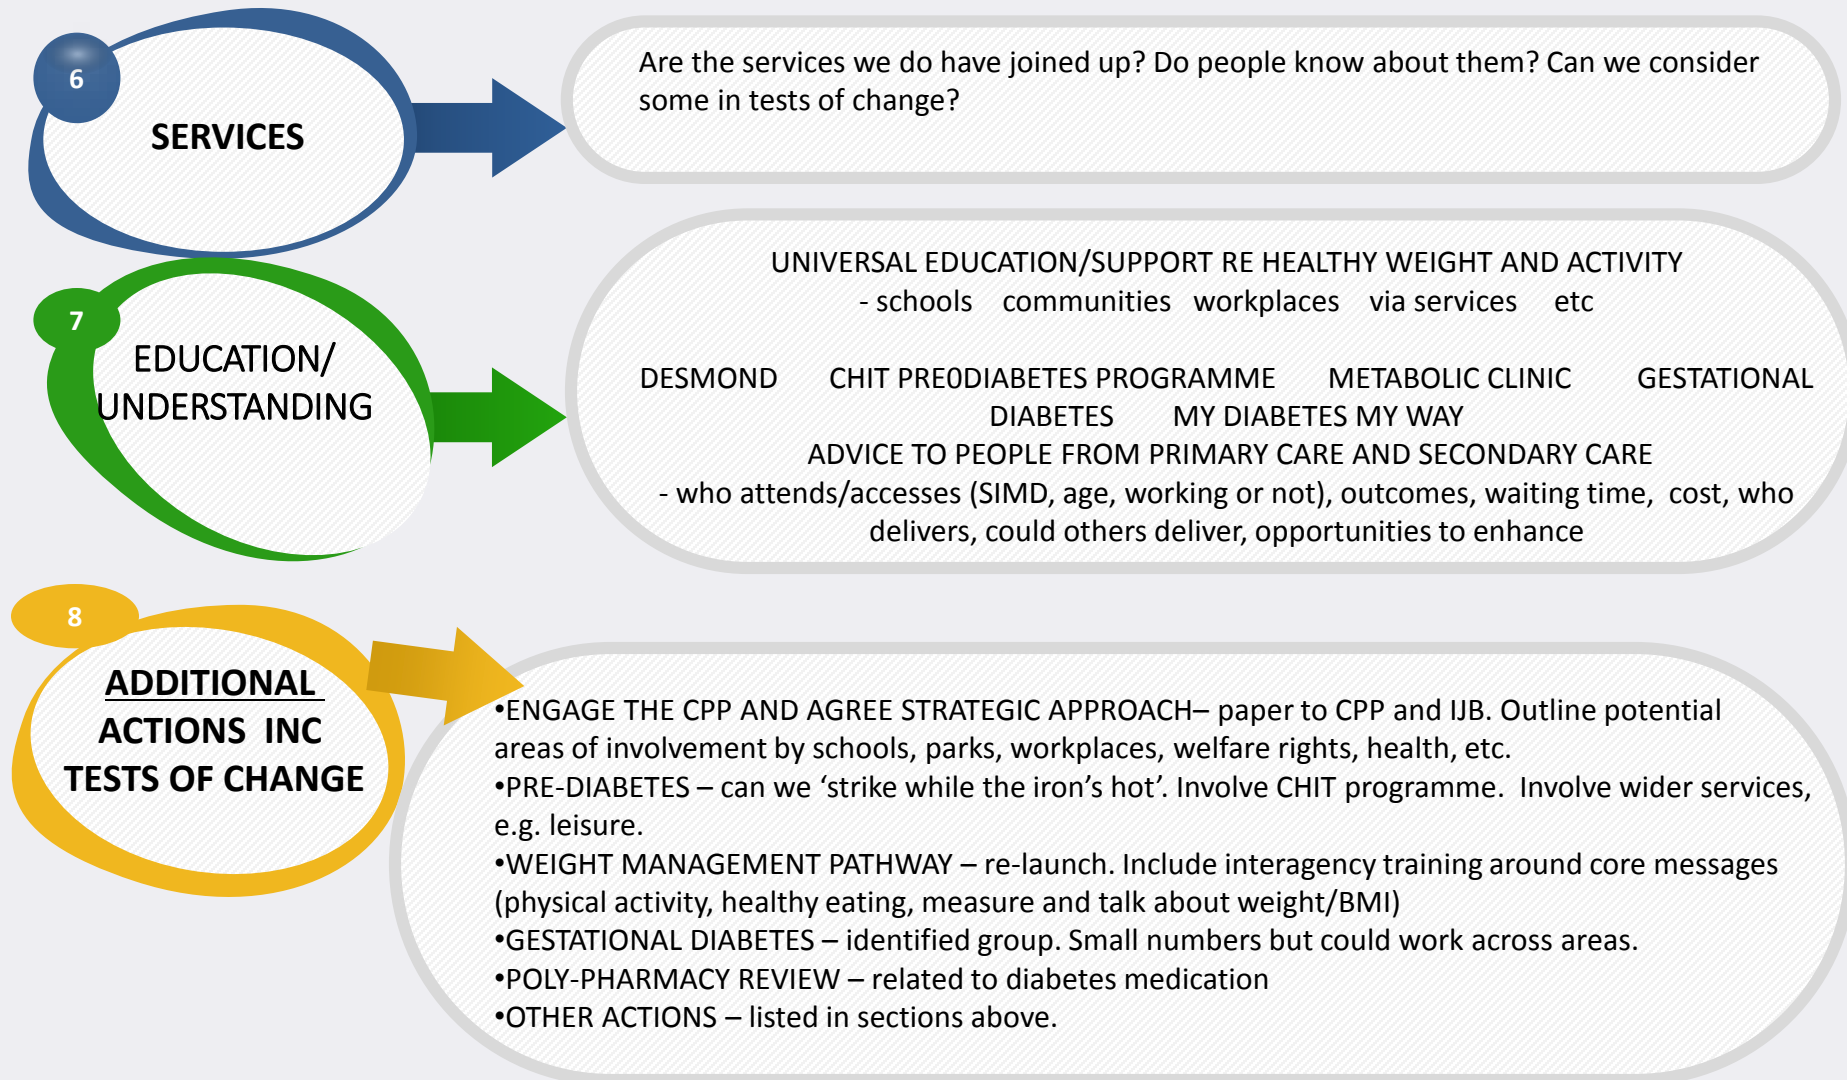 6
SERVICES
Are the services we do have joined up? Do people know about them? Can we consider
some in tests of change?
7
EDUCATION/
UNDERSTANDING
UNIVERSAL EDUCATION/SUPPORT RE HEALTHY WEIGHT AND ACTIVITY
- schools communities workplaces via services etc
DESMOND CHIT PRE0DIABETES PROGRAMME METABOLIC CLINIC GESTATIONAL
DIABETES MY DIABETES MY WAY
ADVICE TO PEOPLE FROM PRIMARY CARE AND SECONDARY CARE
- who attends/accesses (SIMD, age, working or not), outcomes, waiting time, cost, who
delivers, could others deliver, opportunities to enhance
8
ADDITIONAL
ACTIONS INC
TESTS OF CHANGE
•ENGAGE THE CPP AND AGREE STRATEGIC APPROACH– paper to CPP and IJB. Outline potential
areas of involvement by schools, parks, workplaces, welfare rights, health, etc.
•PRE-DIABETES – can we ‘strike while the iron’s hot’. Involve CHIT programme. Involve wider services,
e.g. leisure.
•WEIGHT MANAGEMENT PATHWAY – re-launch. Include interagency training around core messages
(physical activity, healthy eating, measure and talk about weight/BMI)
•GESTATIONAL DIABETES – identified group. Small numbers but could work across areas.
•POLY-PHARMACY REVIEW – related to diabetes medication
•OTHER ACTIONS – listed in sections above.